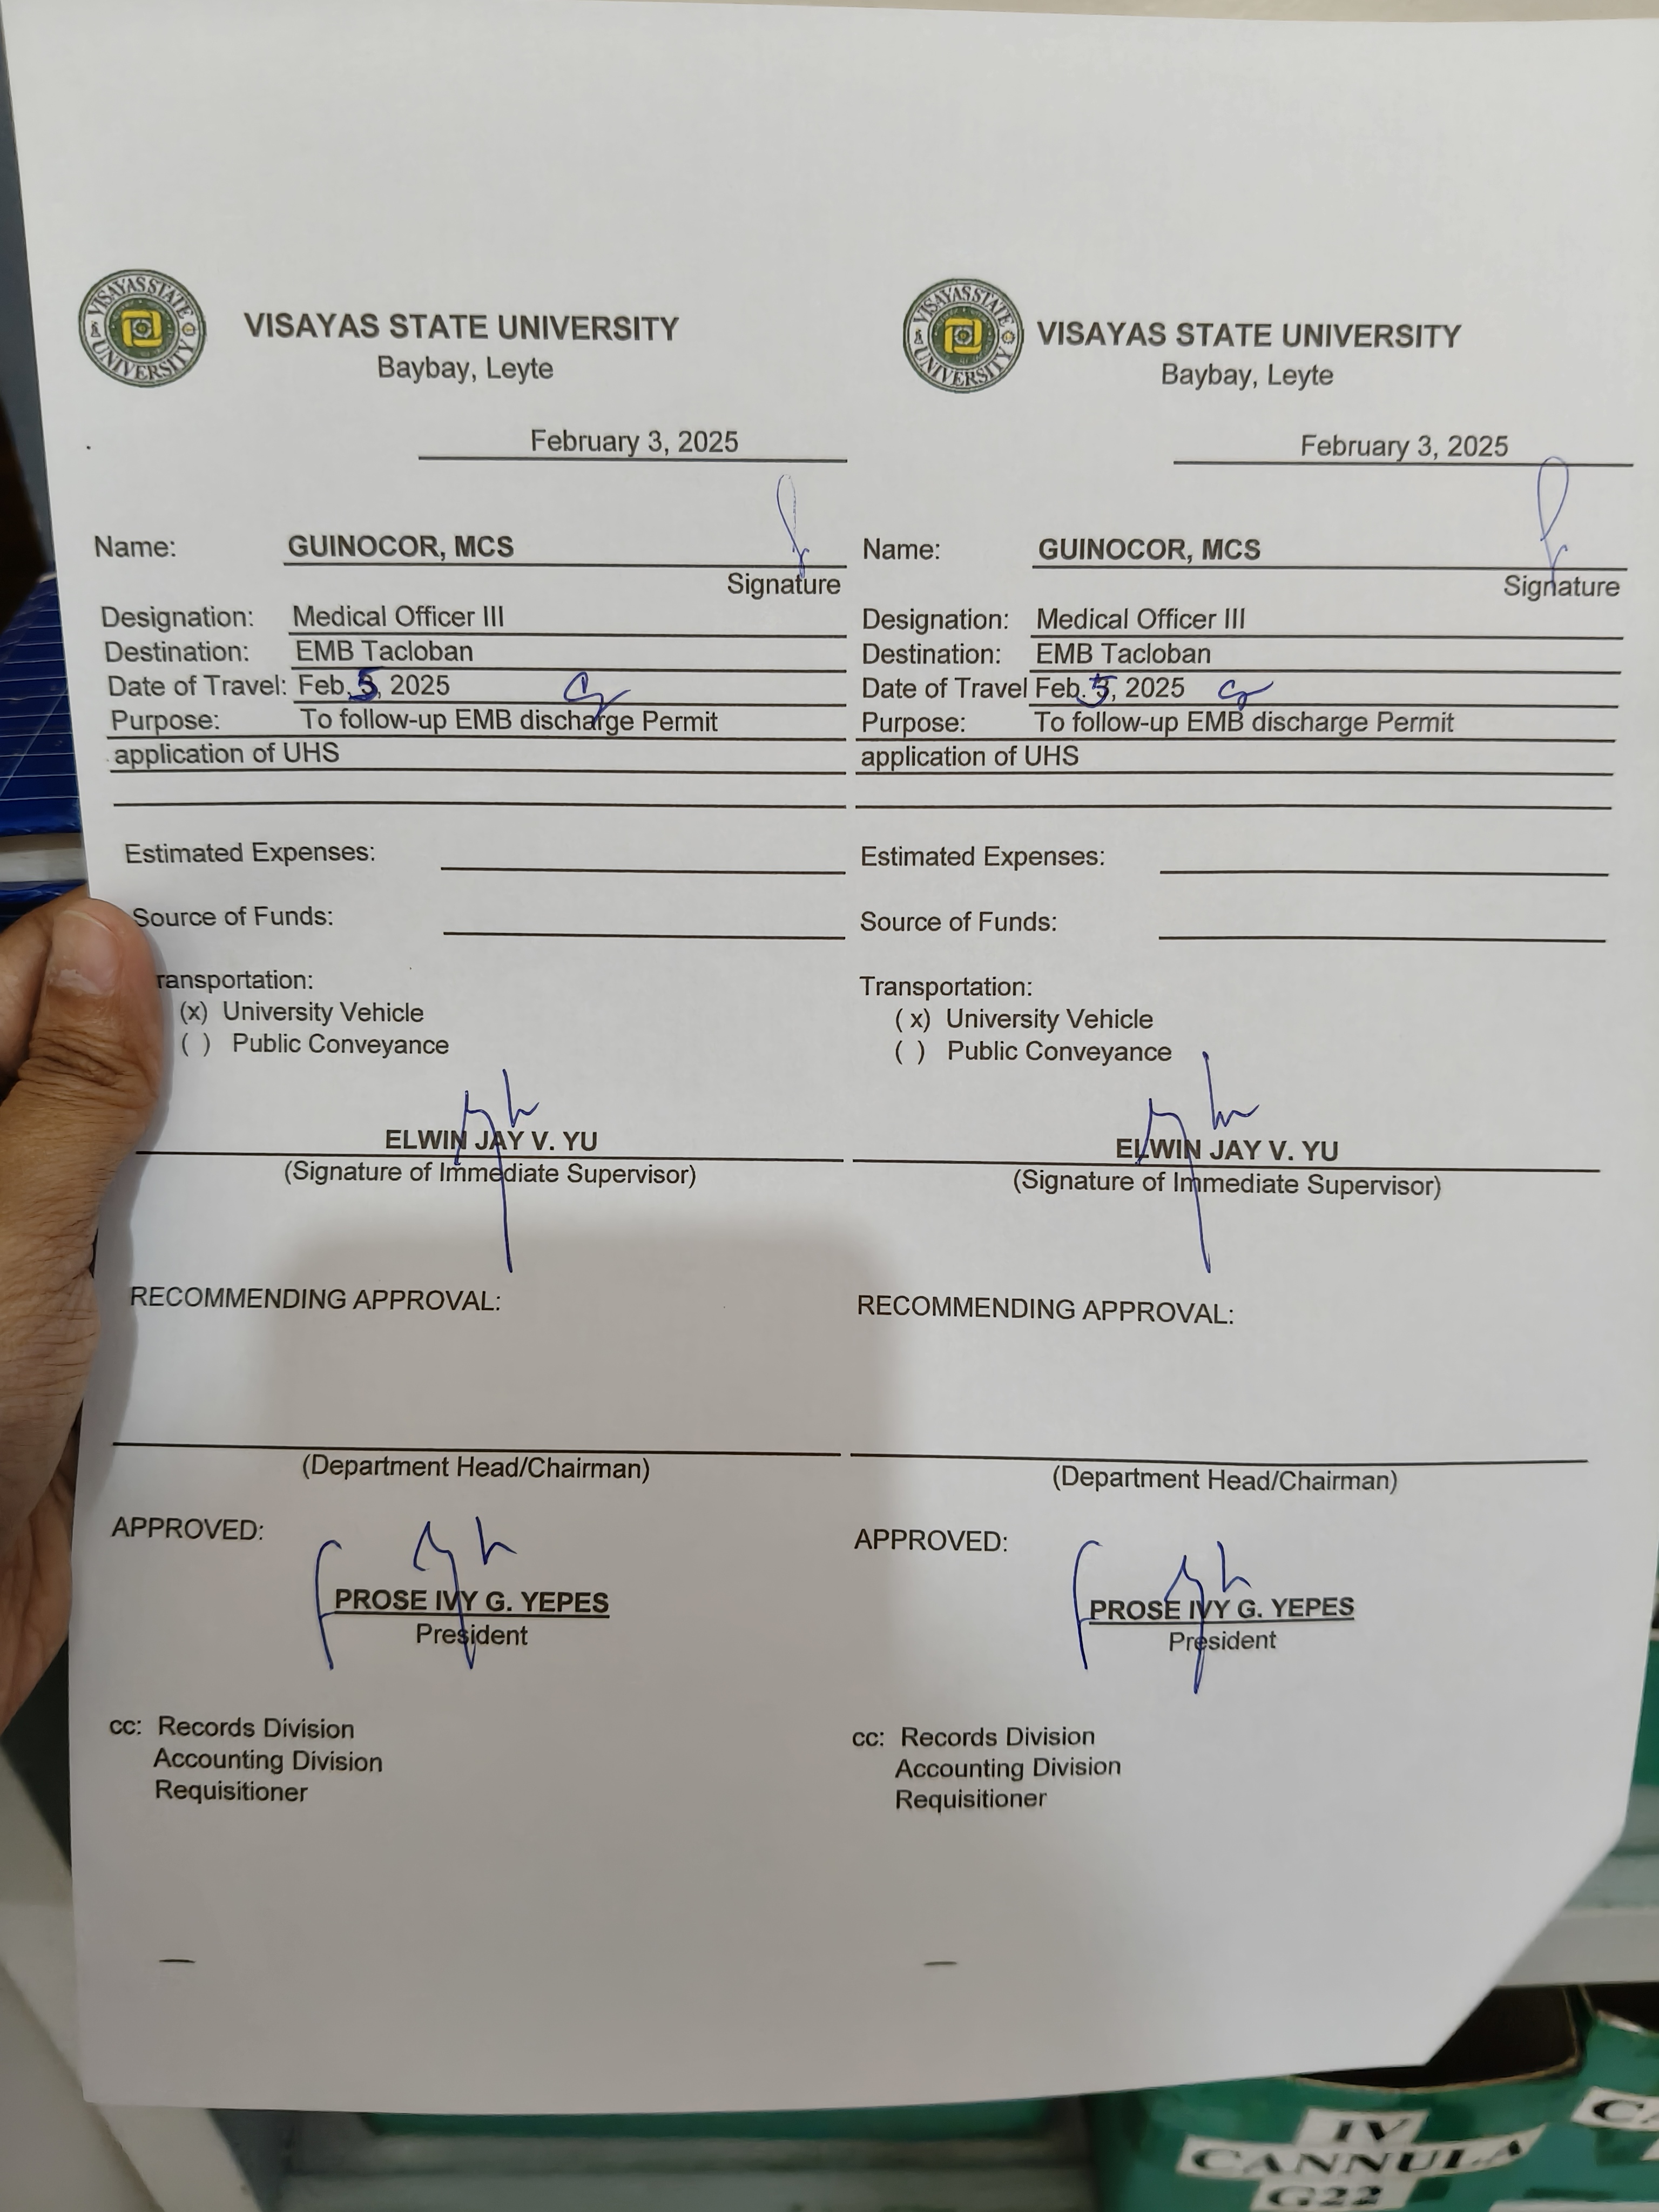 VISAYAS STATE UNIVERSITY
Baybay, Leyte
February 3, 2025
Name: GUINOCOR, MCS
Signature
Designation: Medical Officer III
Destination: EMB Tacloban
Date of Travel: Feb. 5, 2025
Purpose: To follow-up EMB discharge Permit
application of UHS
Estimated Expenses:
Source of Funds:
ransportation:
(x) University Vehicle
( ) Public Conveyance
ELWIN JAY V. YU
(Signature of Immediate Supervisor)
RECOMMENDING APPROVAL:
(Department Head/Chairman)
APPROVED:
PROSE IVY G. YEPES
President
cc: Records Division
Accounting Division
Requisitioner
VISAYAS STATE UNIVERSITY
Baybay, Leyte
February 3, 2025
Name: GUINOCOR, MCS
Signature
Designation: Medical Officer III
Destination: EMB Tacloban
Date of Travel Feb. 5, 2025
Purpose: To follow-up EMB discharge Permit
application of UHS
Estimated Expenses:
Source of Funds:
Transportation:
( x) University Vehicle
( ) Public Conveyance
ELWIN JAY V. YU
(Signature of Immediate Supervisor)
RECOMMENDING APPROVAL:
(Department Head/Chairman)
APPROVED:
PROSE IVY G. YEPES
President
cc: Records Division
Accounting Division
Requisitioner
IV
CANNULA
G22